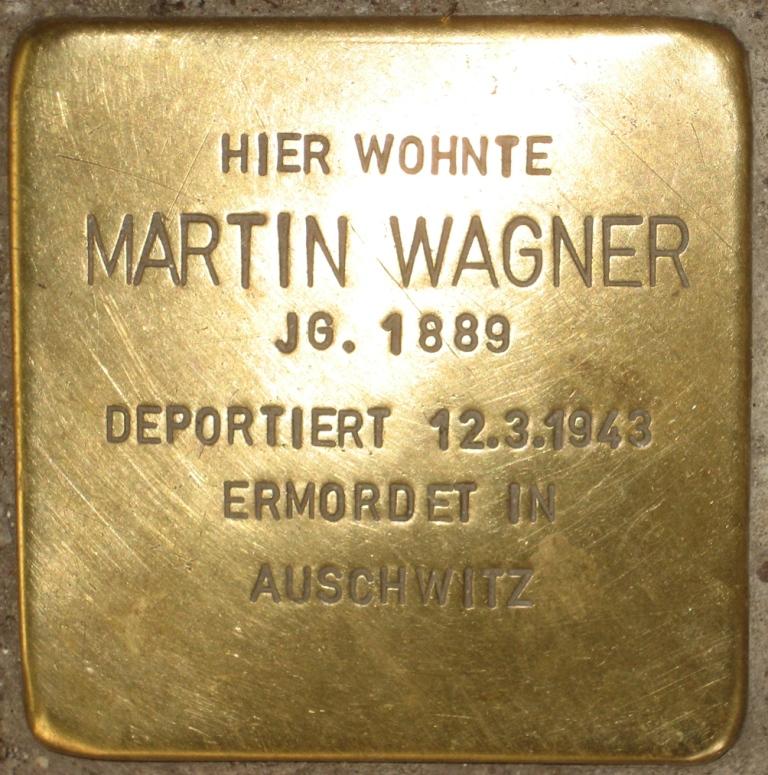 HIER WOHNTE
MARTIN WAGNER
JG. 1889
DEPORTIERT 12.3.1943
ERMORDET IN
AUSCHWITZ